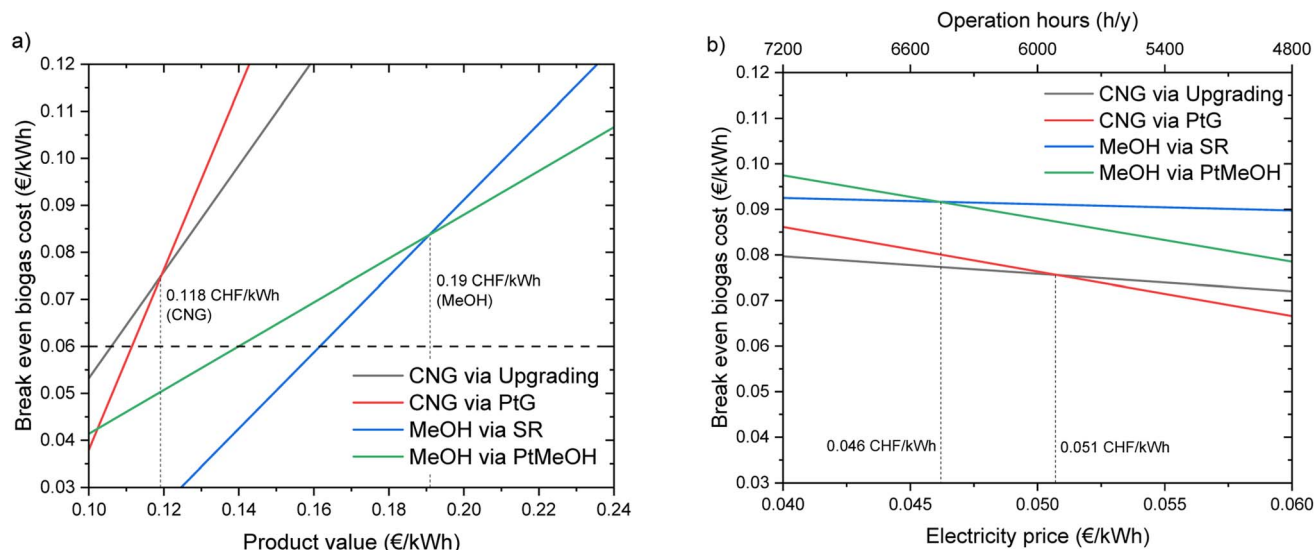 a)
0.12
0.11
0.10
0.09
0.08
0.07
0.06
0.05
0.04
0.03
Break even biogas cost (€/kWh)
0.118 CHF/kWh
(CNG)
0.19 CHF/kWh
(MeOH)
CNG via Upgrading
CNG via PtG
MeOH via SR
MeOH via PtMeOH
0.10 0.12 0.14 0.16 0.18 0.20 0.22 0.24
Product value (€/kWh)
b)
Operation hours (h/y)
7200 6600 6000 5400 4800
0.12
0.11
0.10
0.09
0.08
0.07
0.06
0.05
0.04
0.03
Break even biogas cost (€/kWh)
CNG via Upgrading
CNG via PtG
MeOH via SR
MeOH via PtMeOH
0.046 CHF/kWh
0.051 CHF/kWh
0.040 0.045 0.050 0.055 0.060
Electricity price (€/kWh)